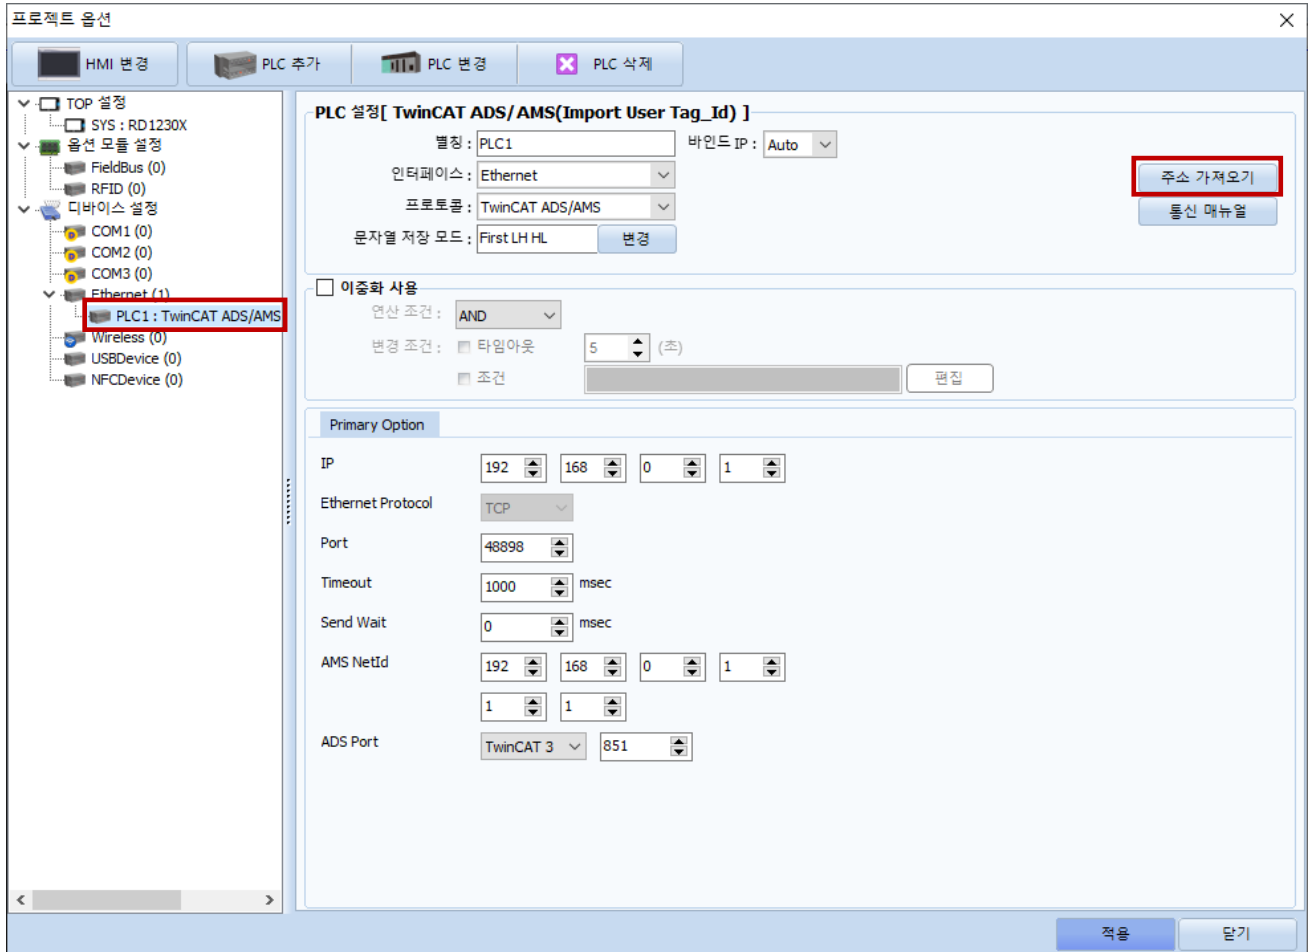 프로젝트 옵션
HMI 변경
PLC 추가
PLC 변경
PLC 삭제
TOP 설정
SYS : RD1230X
옵션 모듈 설정
FieldBus (0)
RFID (0)
디바이스 설정
COM1 (0)
COM2 (0)
COM3 (0)
Ethernet (1)
PLC1 : TwinCAT ADS/AMS
Wireless (0)
USBDevice (0)
NFCDevice (0)
PLC 설정[ TwinCAT ADS/AMS(Import User Tag_Id) ]
별칭 : PLC1 바인드 IP : Auto
인터페이스 : Ethernet
주소 가져오기
프로토콜 : TwinCAT ADS/AMS
통신 매뉴얼
문자열 저장 모드 : First LH HL 변경
이중화 사용
연산 조건 : AND
변경 조건 : 타임아웃 5 (초)
조건 편집
Primary Option
IP 192 168 0 1
Ethernet Protocol TCP
Port 48898
Timeout 1000 msec
Send Wait 0 msec
AMS NetId 192 168 0 1
1 1
ADS Port TwinCAT 3 851
적용 닫기